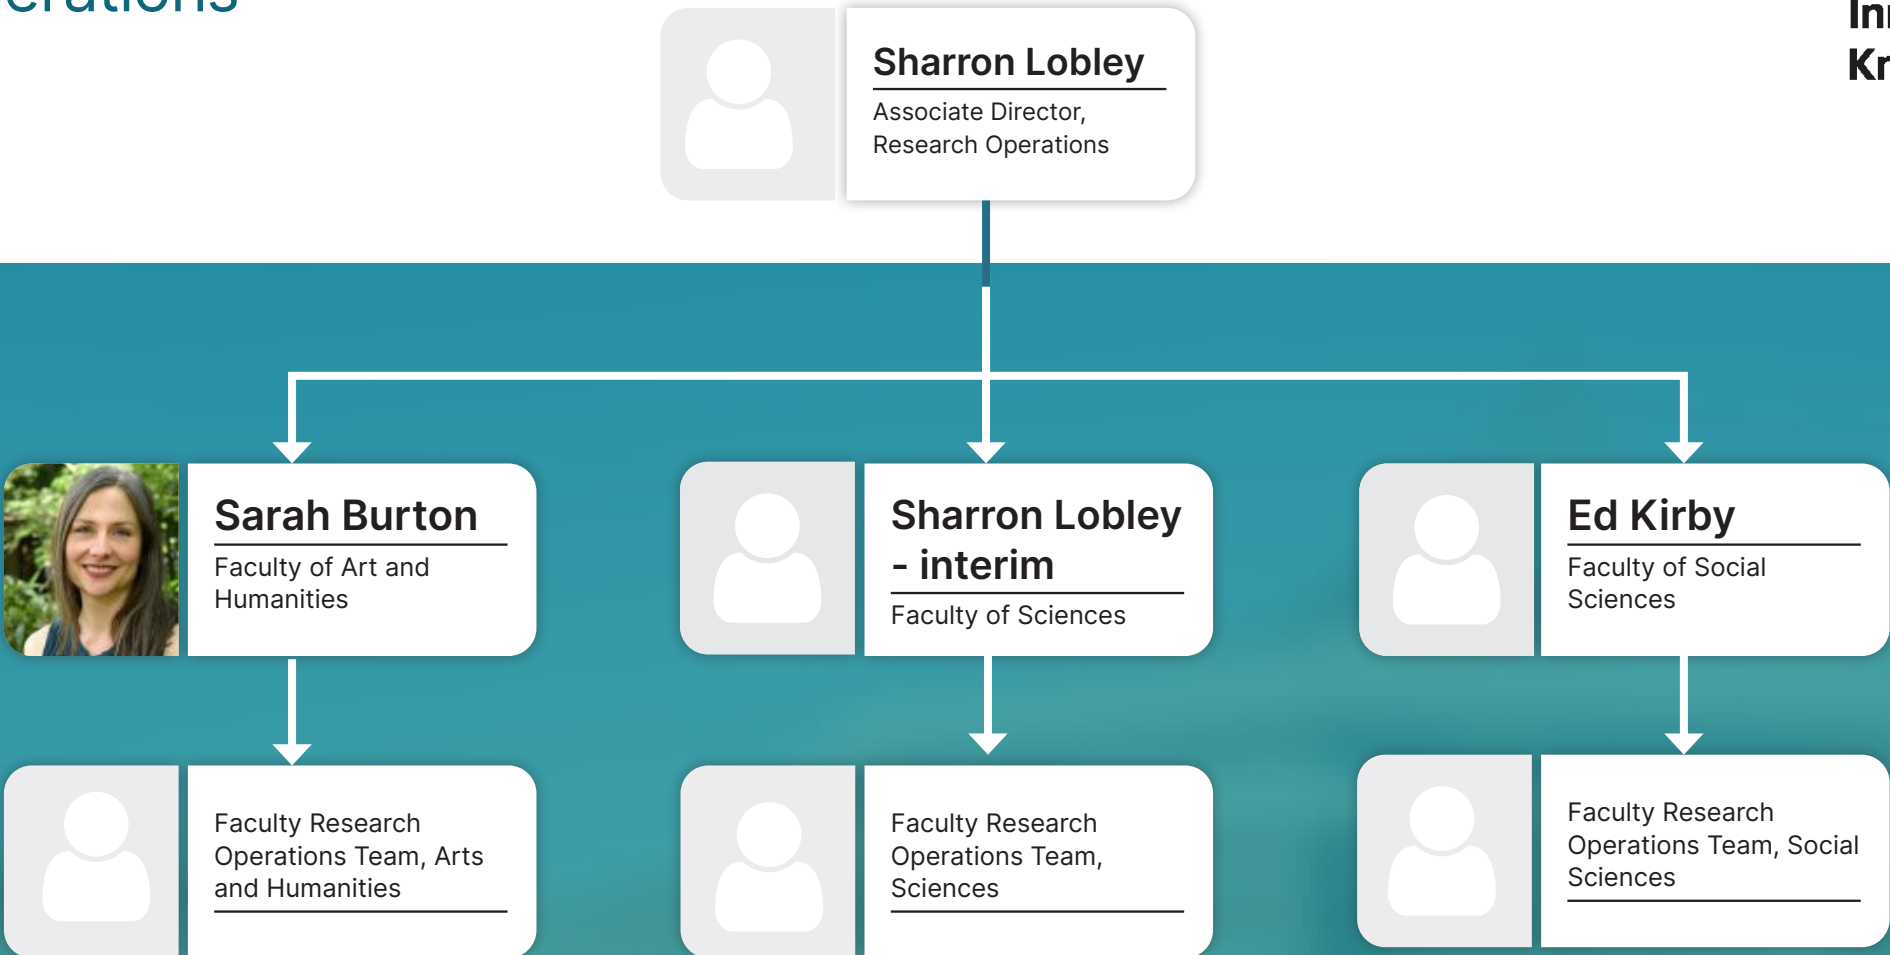 Sharron Lobley
Associate Director,
Research Operations
Sarah Burton
Faculty of Art and
Humanities
Sharron Lobley
- interim
Faculty of Sciences
Ed Kirby
Faculty of Social
Sciences
Faculty Research
Operations Team, Arts
and Humanities
Faculty Research
Operations Team,
Sciences
Faculty Research
Operations Team, Social
Sciences